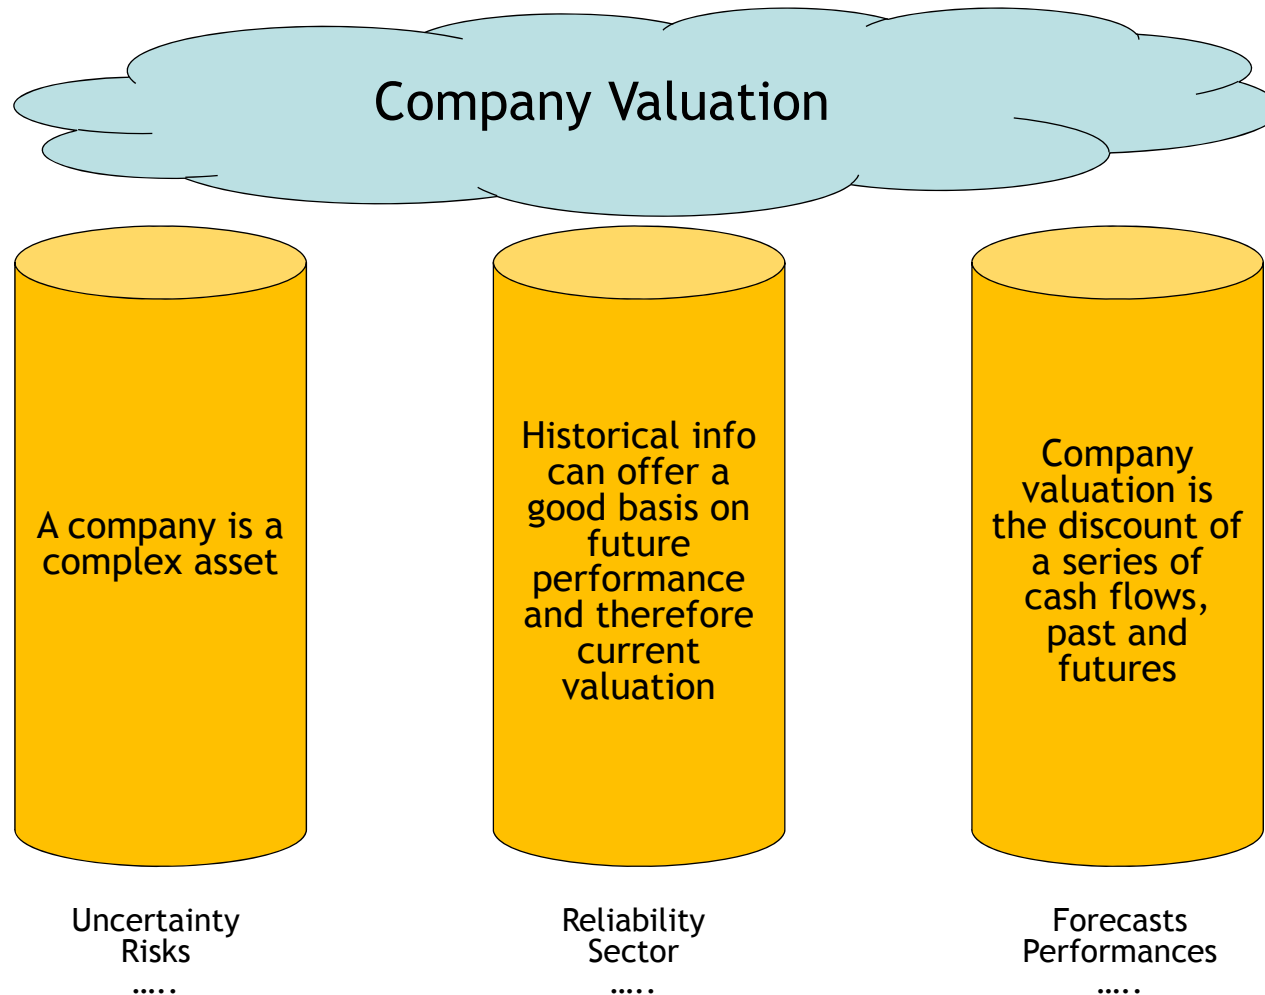 Company Valuation
A company is a
complex asset
Historical info
can offer a
good basis on
future
performance
and therefore
current
valuation
Company
valuation is
the discount of
a series of
cash flows,
past and
futures
Uncertainty
Risks
…..
Reliability
Sector
…..
Forecasts
Performances
…..